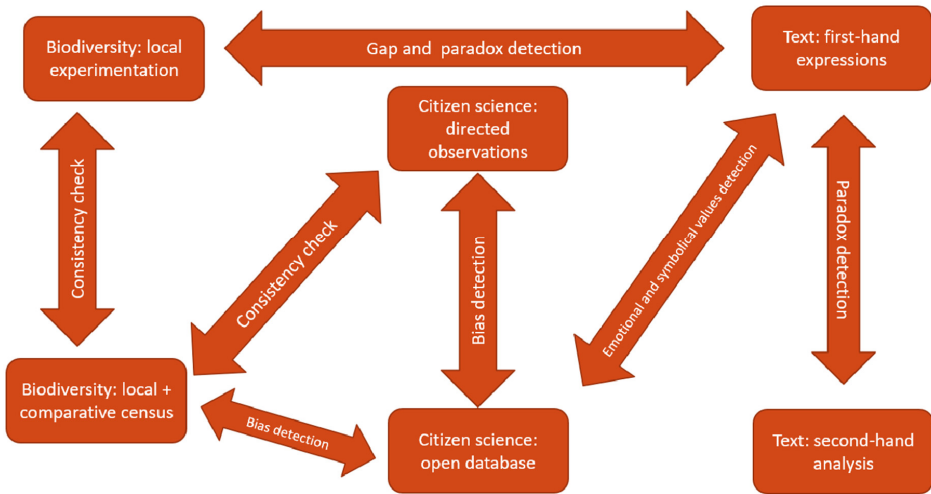 Biodiversity: local
experimentation
Gap and paradox detection
Text: first-hand
expressions
Citizen science:
directed
observations
Consistency check
Consistency check
Bias detection
Emotional and symbolical values detection
Paradox detection
Biodiversity: local +
comparative census
Bias detection
Citizen science:
open database
Text: second-hand
analysis